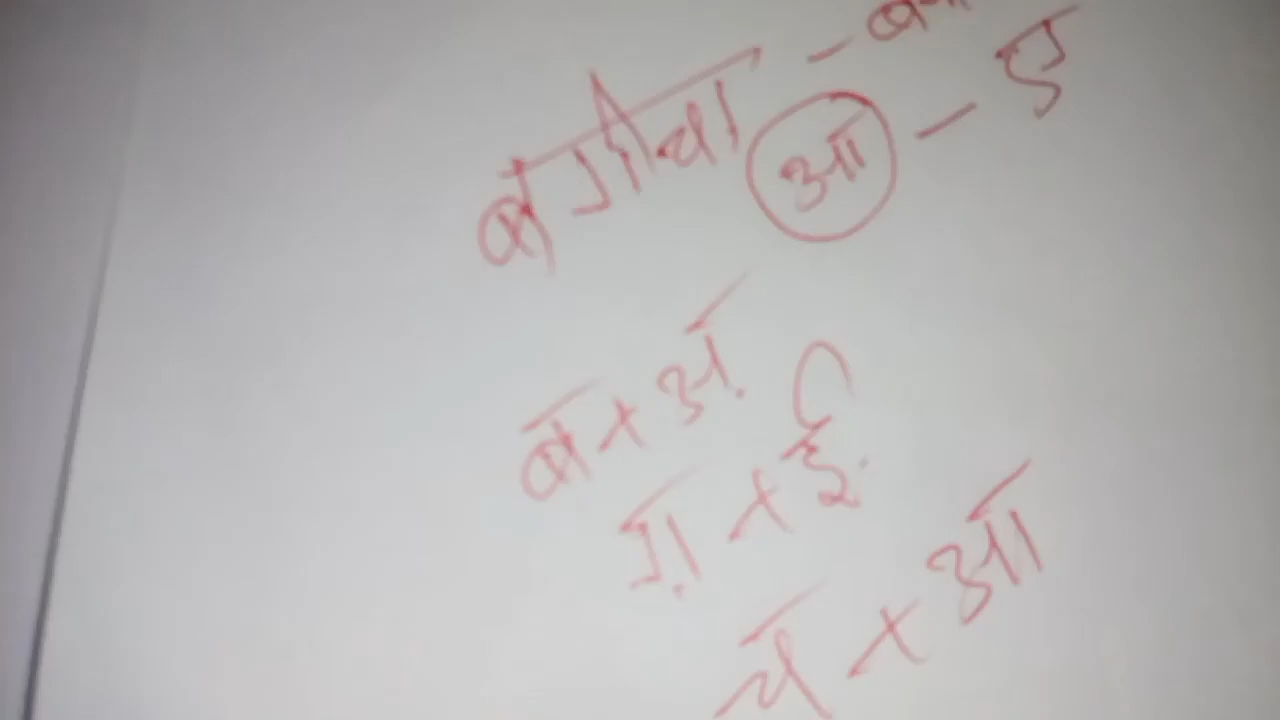 बगीचा -
आ - ए
ब + अ
ग + ई
च + आ